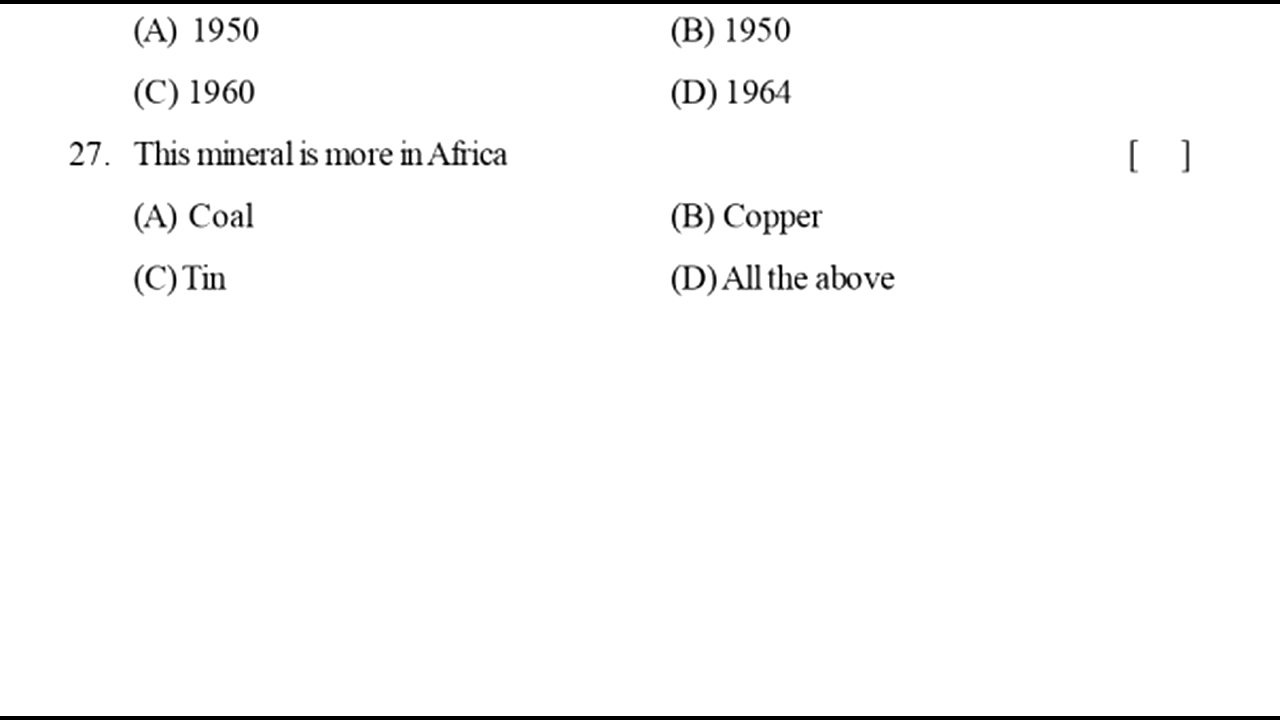 (A) 1950 (B) 1950
(C) 1960 (D) 1964
27. This mineral is more in Africa [ ]
(A) Coal (B) Copper
(C) Tin (D) All the above